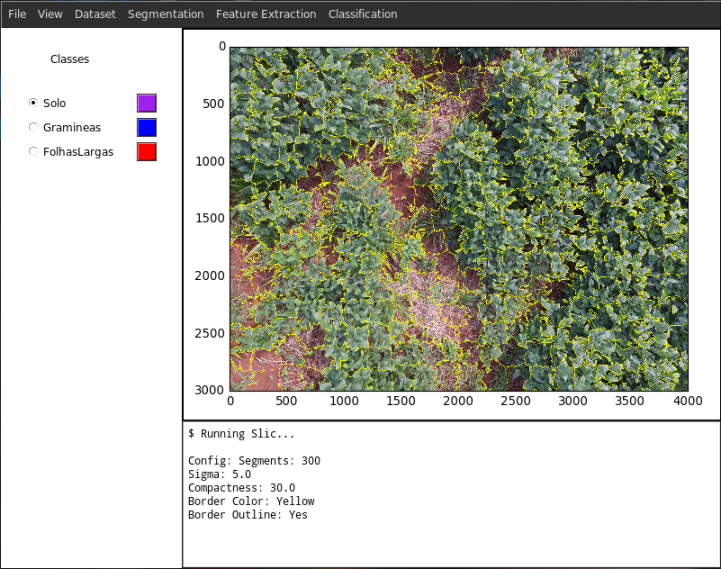 File View Dataset Segmentation Feature Extraction Classification
Classes
Solo
Gramineas
FolhasLargas
0
500
1000
1500
2000
2500
3000
0 500 1000 1500 2000 2500 3000 3500 4000
$ Running Slic...
Config: Segments: 300
Sigma: 5.0
Compactness: 30.0
Border Color: Yellow
Border Outline: Yes